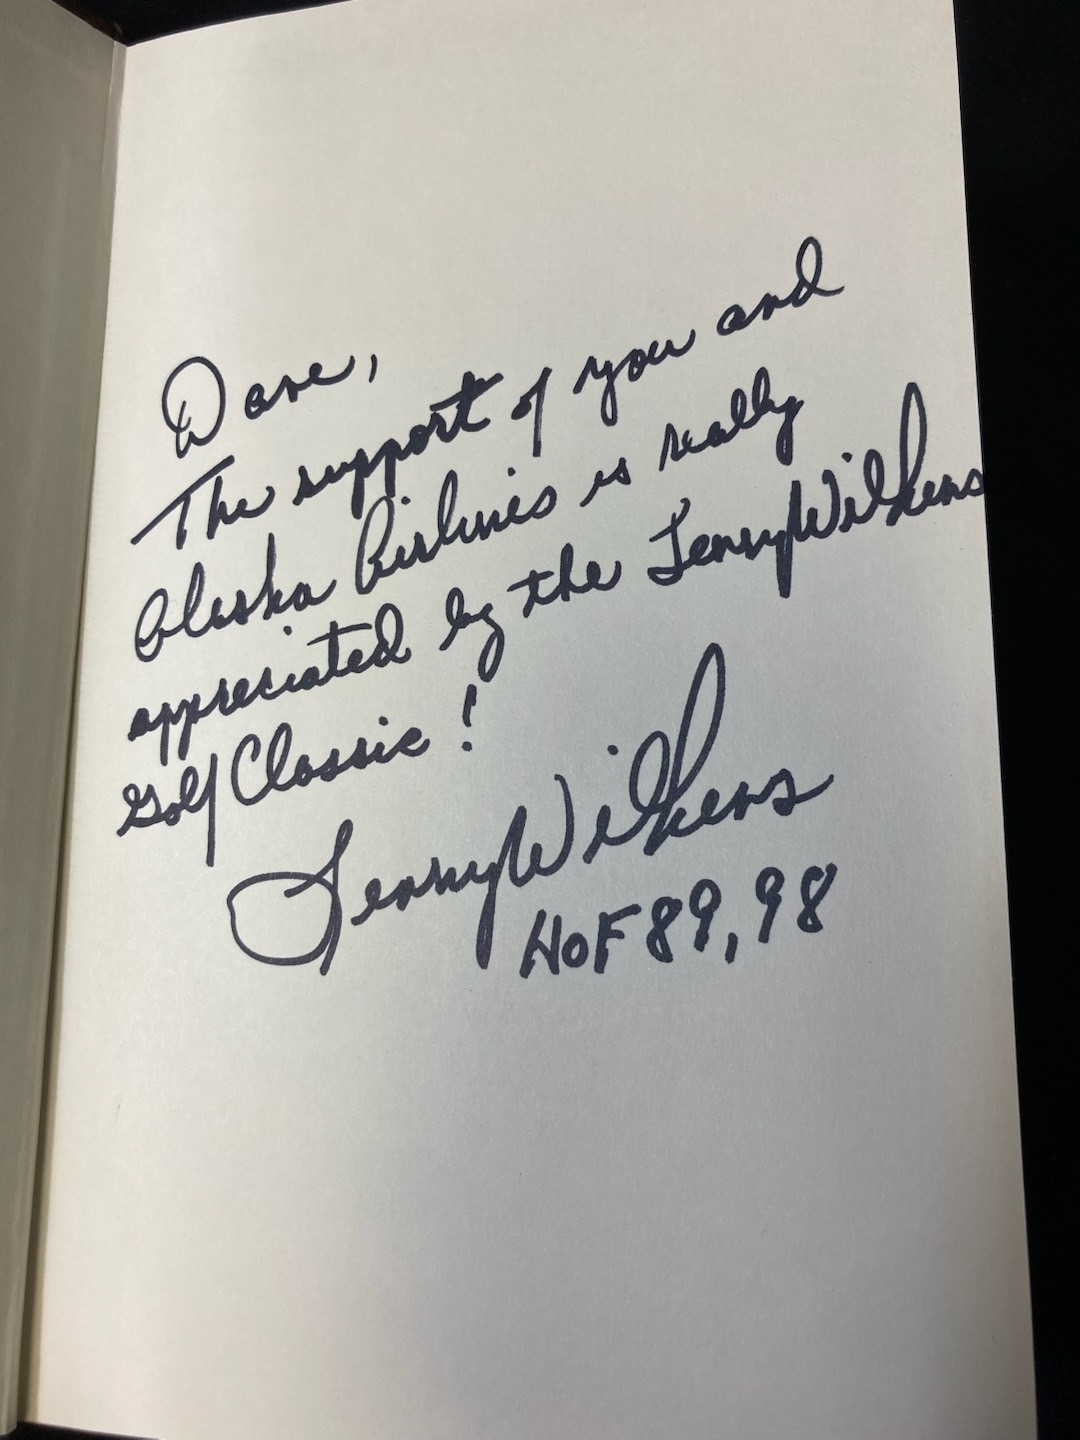 Dave,
The support of you and
Alaska Airlines is really
appreciated by the Lenny Wilkens
Golf Classic!
Lenny Wilkens
HOF 89, 98